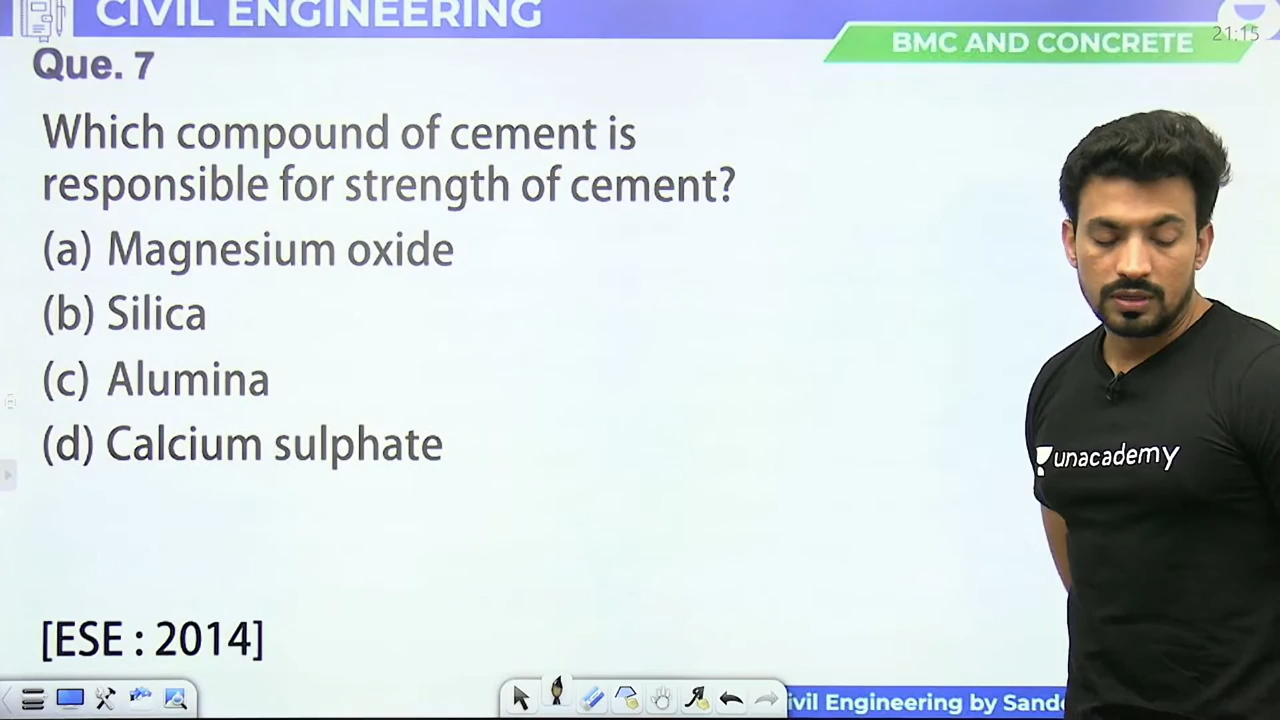 CIVIL ENGINEERING
BMC AND CONCRETE
21:15
Que. 7
Which compound of cement is
responsible for strength of cement?
(a) Magnesium oxide
(b) Silica
(c) Alumina
(d) Calcium sulphate
[ESE : 2014]
unacademy
ivil Engineering by Sande